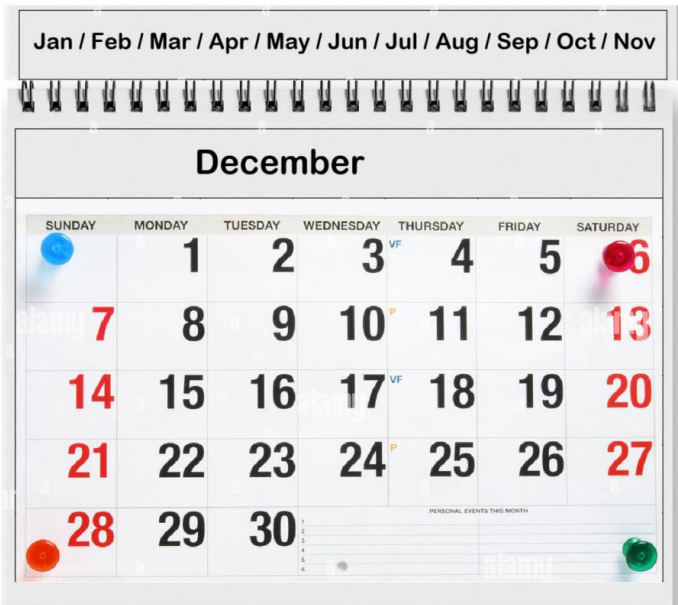 Jan / Feb / Mar / Apr / May / Jun / Jul / Aug / Sep / Oct / Nov
December
SUNDAY MONDAY TUESDAY WEDNESDAY THURSDAY FRIDAY SATURDAY
1 2 3 VF 4 5 6
7 8 9 10 P 11 12 13
14 15 16 17 VF 18 19 20
21 22 23 24 P 25 26 27
28 29 30
PERSONAL EVENTS THIS MONTH
1
2
3
4
5
6
alamy